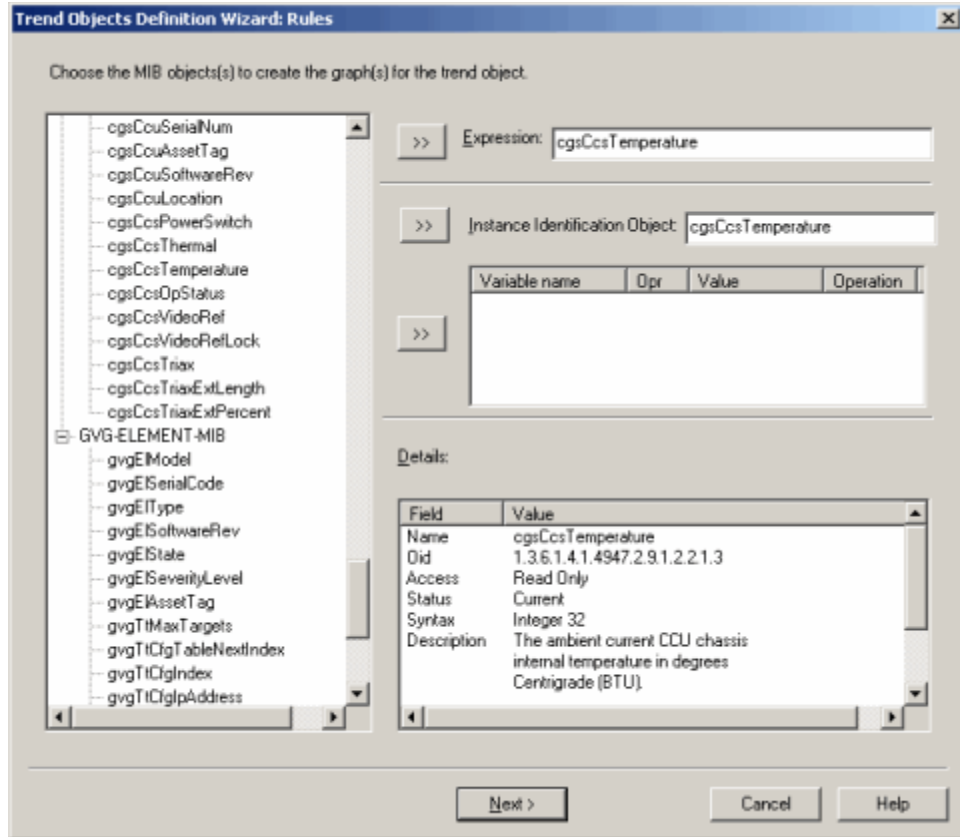 Trend Objects Definition Wizard: Rules
Choose the MIB objects(s) to create the graph(s) for the trend object.
cgsCcuSerialNum
cgsCcuAssetTag
cgsCcuSoftwareRev
cgsCcuLocation
cgsCcsPowerSwitch
cgsCcsThermal
cgsCcsTemperature
cgsCcsOpStatus
cgsCcsVideoRef
cgsCcsVideoRefLock
cgsCcsTriax
cgsCcsTriaxExtLength
cgsCcsTriaxExtPercent
GVG-ELEMENT-MIB
gvgElModel
gvgElSerialCode
gvgElType
gvgElSoftwareRev
gvgElState
gvgElSeverityLevel
gvgElAssetTag
gvgTtMaxTargets
gvgTtCfgTableNextIndex
gvgTtCfgIndex
gvgTtCfgIpAddress
>> Expression: cgsCcsTemperature
>> Instance Identification Object: cgsCcsTemperature
>>
Variable name Opr Value Operation
Details:
Field Value
Name cgsCcsTemperature
Oid 1.3.6.1.4.1.4947.2.9.1.2.2.1.3
Access Read Only
Status Current
Syntax Integer 32
Description The ambient current CCU chassis
internal temperature in degrees
Centrigrade (BTU).
Next > Cancel Help